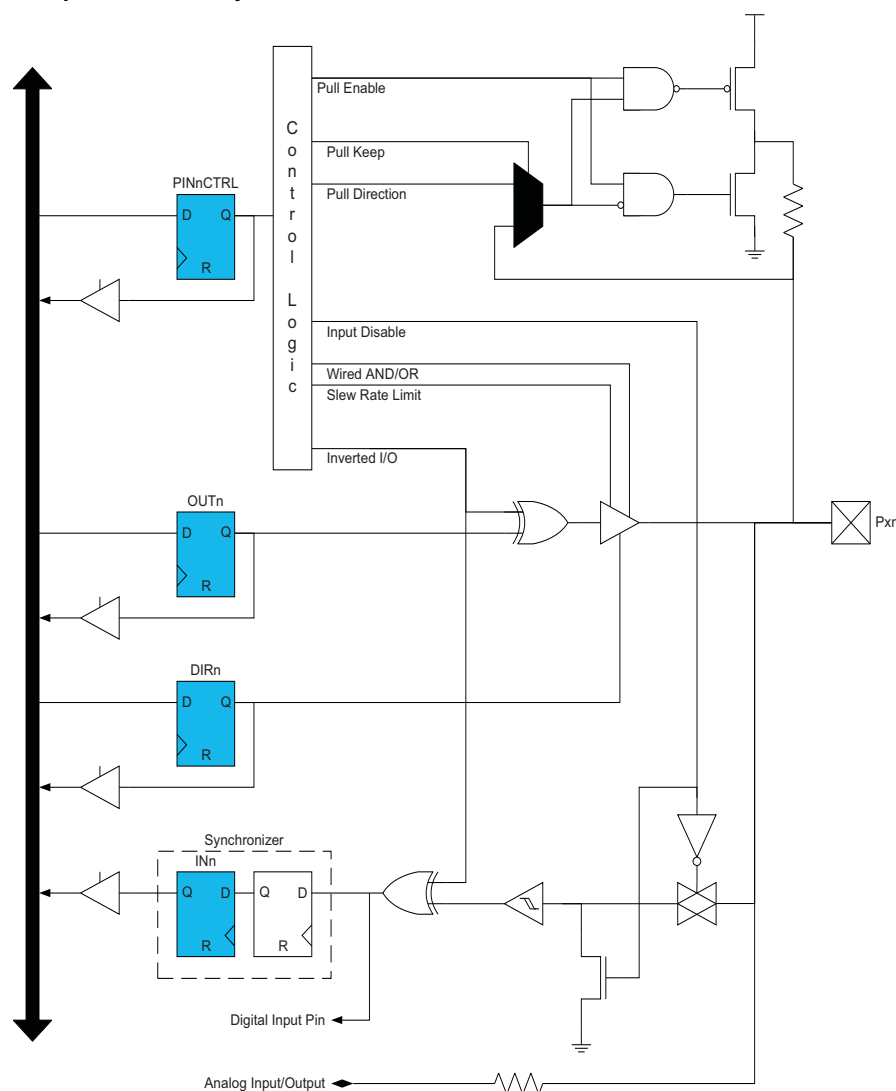 Pull Enable
C
o
n
t
r
o
l
L
o
g
i
c
Pull Keep
PINnCTRL
Pull Direction
D Q
R
Input Disable
Wired AND/OR
Slew Rate Limit
Inverted I/O
OUTn
D Q
R
Pxn
DIRn
D Q
R
Synchronizer
INn
Q D
R
Q D
R
Digital Input Pin
Analog Input/Output